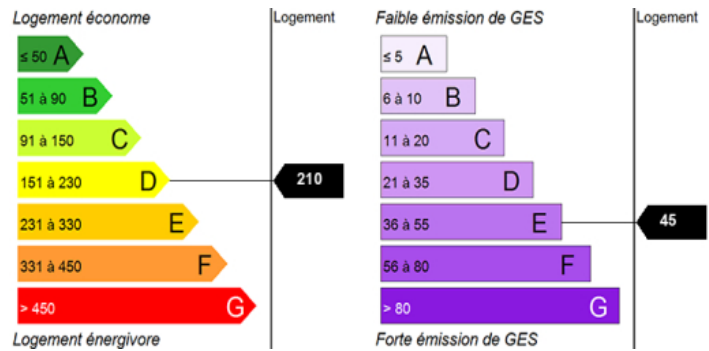 Logement économe
Logement
≤ 50 A
51 à 90 B
91 à 150 C
151 à 230 D
210
231 à 330 E
331 à 450 F
> 450 G
Logement énergivore
Faible émission de GES
Logement
≤ 5 A
6 à 10 B
11 à 20 C
21 à 35 D
36 à 55 E
45
56 à 80 F
> 80 G
Forte émission de GES